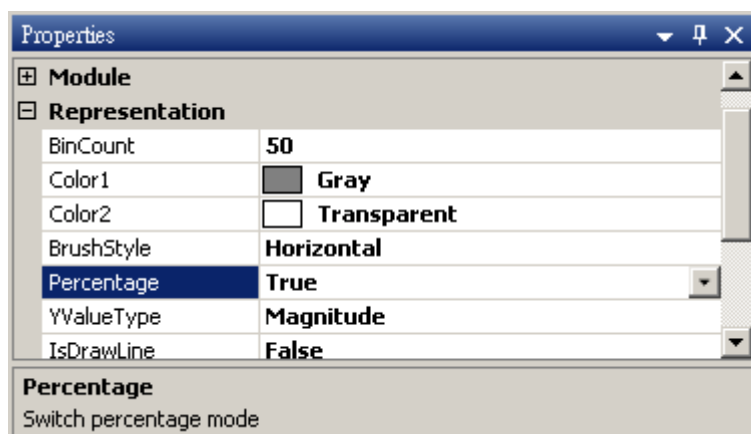 Properties
Module
Representation
BinCount 50
Color1 Gray
Color2 Transparent
BrushStyle Horizontal
Percentage True
YValueType Magnitude
IsDrawLine False
Percentage
Switch percentage mode